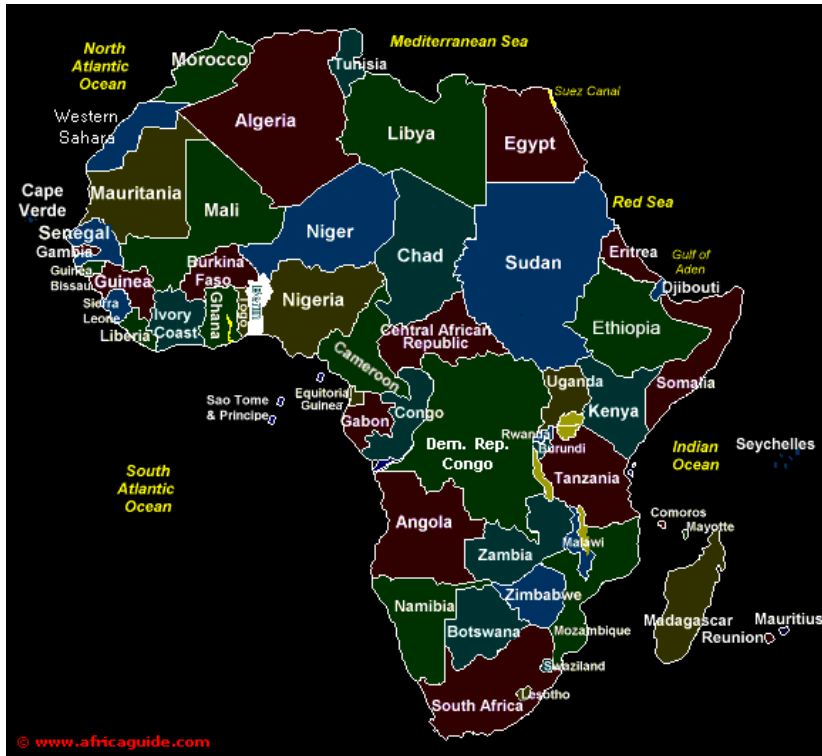 North
Atlantic
Ocean
Mediterranean Sea
Morocco
Tunisia
Suez Canal
Western
Sahara
Algeria
Libya
Egypt
Cape
Verde
Mauritania
Mali
Niger
Chad
Sudan
Red Sea
Senegal
Gambia
Guinea
Bissau
Guinea
Burkina
Faso
Eritrea
Gulf of
Aden
Djibouti
Sierra
Leone
Liberia
Ivory
Coast
Ghana
Togo
Nigeria
Central African
Republic
Ethiopia
Somalia
Cameroon
Sao Tome
& Principe
Equitorial
Guinea
Gabon
Congo
Dem. Rep.
Congo
Uganda
Kenya
Rwanda
Burundi
Tanzania
Indian
Ocean
Seychelles
South
Atlantic
Ocean
Angola
Zambia
Malawi
Comoros
Mayotte
Namibia
Botswana
Zimbabwe
Mozambique
Madagascar
Reunion
Mauritius
Swaziland
Lesotho
South Africa
© www.africaguide.com